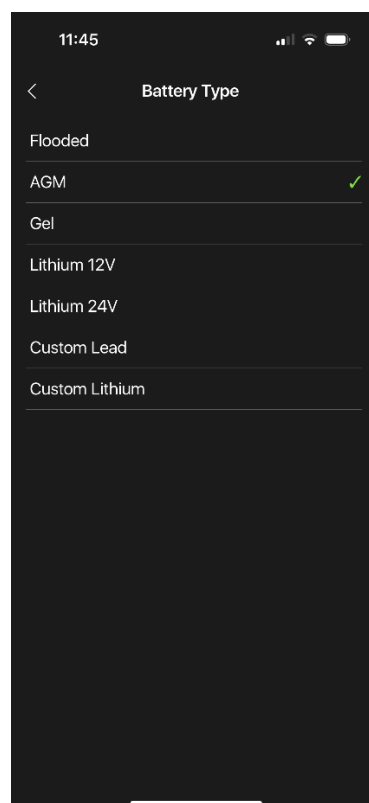 11:45
Battery Type
Flooded
AGM
Gel
Lithium 12V
Lithium 24V
Custom Lead
Custom Lithium